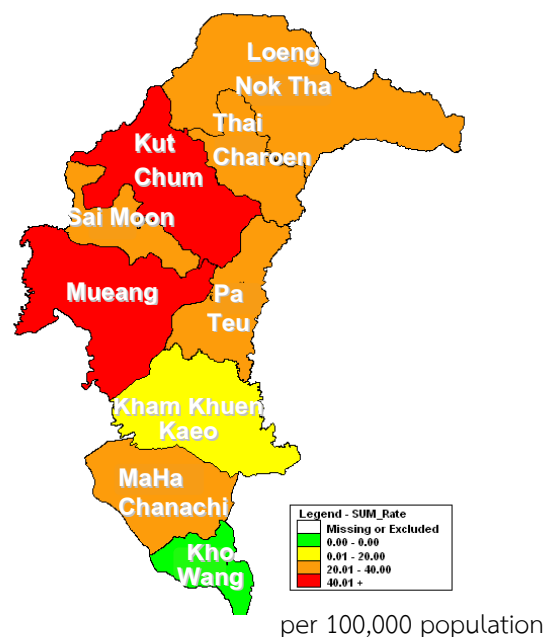 Loeng
Nok Tha
Thai
Charoen
Kut
Chum
Sai Moon
Mueang
Pa
Teu
Kham Khuen
Kaeo
MaHa
Chanachi
Kho
Wang
Legend - SUM_Rate
Missing or Excluded
0.00 - 0.00
0.01 - 20.00
20.01 - 40.00
40.01 +
per 100,000 population